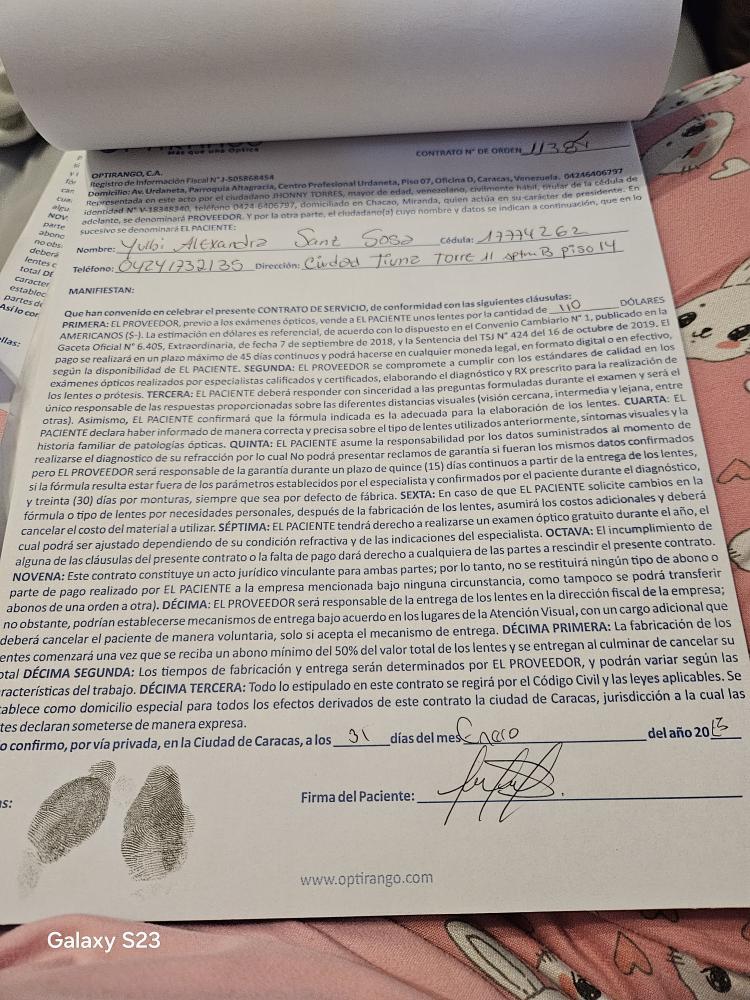 Más que una Óptica
CONTRATO N° DE ORDEN 11384
OPTIRANGO, C.A.
Registro de Información Fiscal N° J-505868454
Domicilio: Av. Urdaneta, Parroquia Altagracia, Centro Profesional Urdaneta, Piso 07, Oficina D, Caracas, Venezuela. 04246406797
Representada en este acto por el ciudadano JHONNY TORRES, mayor de edad, venezolano, civilmente hábil, titular de la cédula de
identidad N° V-18348340, teléfono 0424-6406797, domiciliado en Chacao, Miranda, quien actúa en su carácter de presidente. En
adelante, se denominará PROVEEDOR. Y por la otra parte, el ciudadano(a) cuyo nombre y datos se indican a continuación, que en lo
sucesivo se denominará EL PACIENTE:
Nombre: Yulbi Alexandra Sanz Sosa Cédula: 17774262
Teléfono: 04241732135 Dirección: Ciudad Tiuna Torre 11 aptm B piso 14
MANIFIESTAN:
Que han convenido en celebrar el presente CONTRATO DE SERVICIO, de conformidad con las siguientes cláusulas:
PRIMERA: EL PROVEEDOR, previo a los exámenes ópticos, vende a EL PACIENTE unos lentes por la cantidad de 110 DÓLARES
AMERICANOS (S-). La estimación en dólares es referencial, de acuerdo con lo dispuesto en el Convenio Cambiario N° 1, publicado en la
Gaceta Oficial N° 6.405, Extraordinaria, de fecha 7 de septiembre de 2018, y la Sentencia del TSJ N° 424 del 16 de octubre de 2019. El
pago se realizará en un plazo máximo de 45 días continuos y podrá hacerse en cualquier moneda legal, en formato digital o en efectivo,
según la disponibilidad de EL PACIENTE. SEGUNDA: EL PROVEEDOR se compromete a cumplir con los estándares de calidad en los
exámenes ópticos realizados por especialistas calificados y certificados, elaborando el diagnóstico y RX prescrito para la realización de
los lentes o prótesis. TERCERA: EL PACIENTE deberá responder con sinceridad a las preguntas formuladas durante el examen y será el
único responsable de las respuestas proporcionadas sobre las diferentes distancias visuales (visión cercana, intermedia y lejana, entre
otras). Asimismo, EL PACIENTE confirmará que la fórmula indicada es la adecuada para la elaboración de los lentes. CUARTA: EL
PACIENTE declara haber informado de manera correcta y precisa sobre el tipo de lentes utilizados anteriormente, síntomas visuales y la
historia familiar de patologías ópticas. QUINTA: EL PACIENTE asume la responsabilidad por los datos suministrados al momento de
realizarse el diagnostico de su refracción por lo cual No podrá presentar reclamos de garantía si fueran los mismos datos confirmados
pero EL PROVEEDOR será responsable de la garantía durante un plazo de quince (15) días continuos a partir de la entrega de los lentes,
si la fórmula resulta estar fuera de los parámetros establecidos por el especialista y confirmados por el paciente durante el diagnóstico,
y treinta (30) días por monturas, siempre que sea por defecto de fábrica. SEXTA: En caso de que EL PACIENTE solicite cambios en la
fórmula o tipo de lentes por necesidades personales, después de la fabricación de los lentes, asumirá los costos adicionales y deberá
cancelar el costo del material a utilizar. SÉPTIMA: EL PACIENTE tendrá derecho a realizarse un examen óptico gratuito durante el año, el
cual podrá ser ajustado dependiendo de su condición refractiva y de las indicaciones del especialista. OCTAVA: El incumplimiento de
alguna de las cláusulas del presente contrato o la falta de pago dará derecho a cualquiera de las partes a rescindir el presente contrato.
NOVENA: Este contrato constituye un acto jurídico vinculante para ambas partes; por lo tanto, no se restituirá ningún tipo de abono o
parte de pago realizado por EL PACIENTE a la empresa mencionada bajo ninguna circunstancia, como tampoco se podrá transferir
abonos de una orden a otra). DÉCIMA: EL PROVEEDOR será responsable de la entrega de los lentes en la dirección fiscal de la empresa;
no obstante, podrían establecerse mecanismos de entrega bajo acuerdo en los lugares de la Atención Visual, con un cargo adicional que
deberá cancelar el paciente de manera voluntaria, solo si acepta el mecanismo de entrega. DÉCIMA PRIMERA: La fabricación de los
entes comenzará una vez que se reciba un abono mínimo del 50% del valor total de los lentes y se entregan al culminar de cancelar su
otal DÉCIMA SEGUNDA: Los tiempos de fabricación y entrega serán determinados por EL PROVEEDOR, y podrán variar según las
racterísticas del trabajo. DÉCIMA TERCERA: Todo lo estipulado en este contrato se regirá por el Código Civil y las leyes aplicables. Se
tablece como domicilio especial para todos los efectos derivados de este contrato la ciudad de Caracas, jurisdicción a la cual las
tes declaran someterse de manera expresa.
o confirmo, por vía privada, en la Ciudad de Caracas, a los 31 días del mes Enero del año 20
as:
Firma del Paciente:
www.optirango.com
Galaxy S23